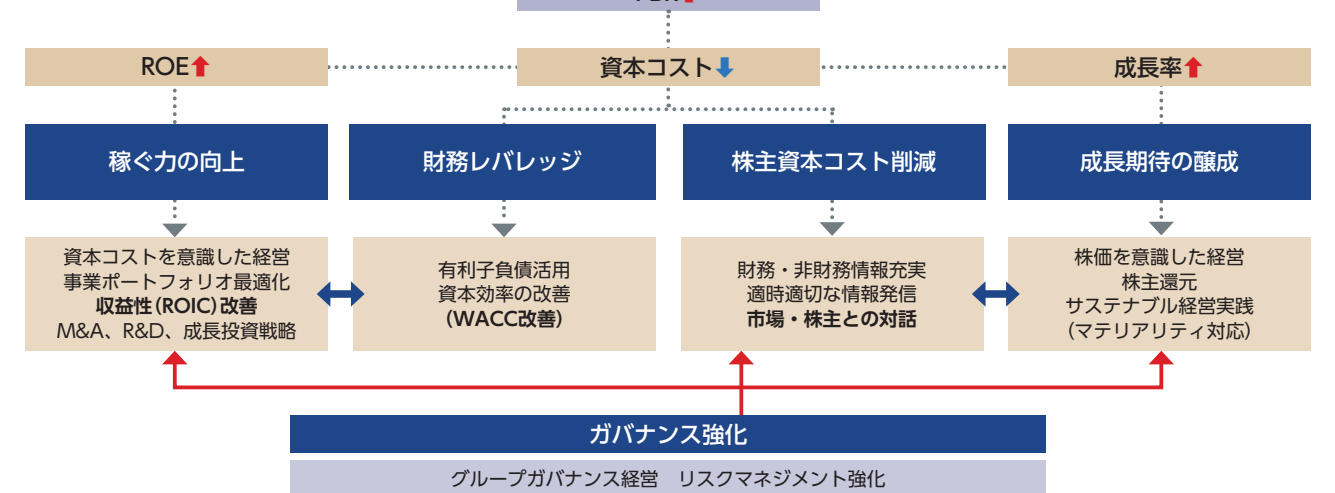 ROE
資本コスト
成長率
稼ぐ力の向上
財務レバレッジ
株主資本コスト削減
成長期待の醸成
資本コストを意識した経営
事業ポートフォリオ最適化
収益性(ROIC)改善
M&A、R&D、成長投資戦略
有利子負債活用
資本効率の改善
(WACC改善)
財務・非財務情報充実
適時適切な情報発信
市場・株主との対話
株価を意識した経営
株主還元
サステナブル経営実践
(マテリアリティ対応)
ガバナンス強化
グループガバナンス経営　リスクマネジメント強化